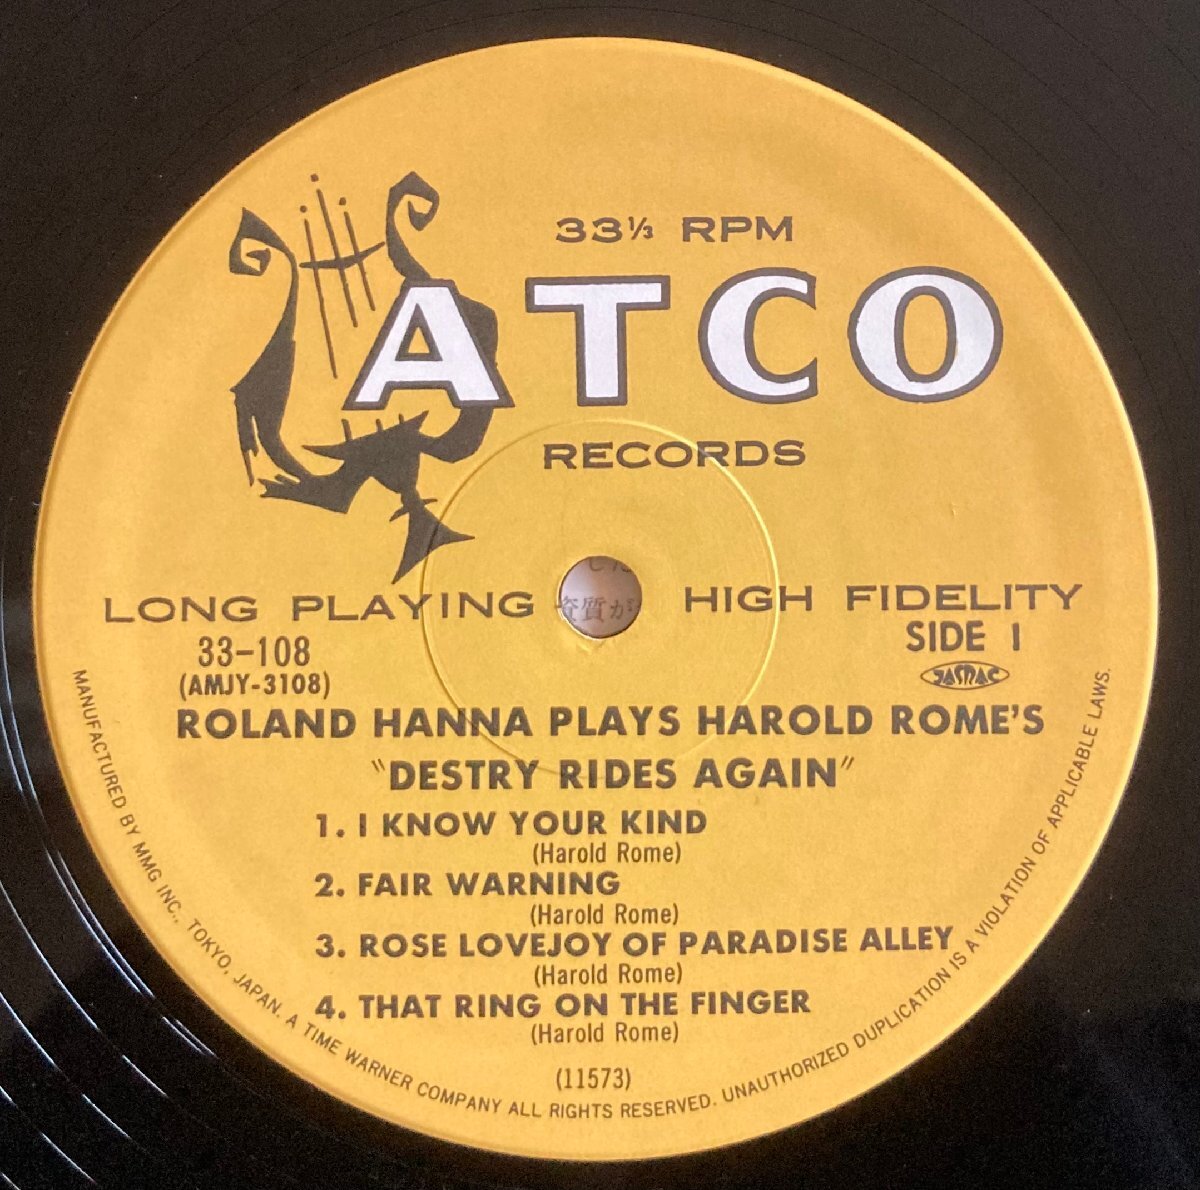 33⅓ RPM
ATCO
RECORDS
LONG PLAYING HIGH FIDELITY
33-108
(AMJY-3108)
SIDE 1
JASRAC
ROLAND HANNA PLAYS HAROLD ROME'S
"DESTRY RIDES AGAIN"
1. I KNOW YOUR KIND
(Harold Rome)
2. FAIR WARNING
(Harold Rome)
3. ROSE LOVEJOY OF PARADISE ALLEY
(Harold Rome)
4. THAT RING ON THE FINGER
(Harold Rome)
(11573)
MANUFACTURED BY MMG INC., TOKYO, JAPAN. A TIME WARNER COMPANY ALL RIGHTS RESERVED. UNAUTHORIZED DUPLICATION IS A VIOLATION OF APPLICABLE LAWS.
質が